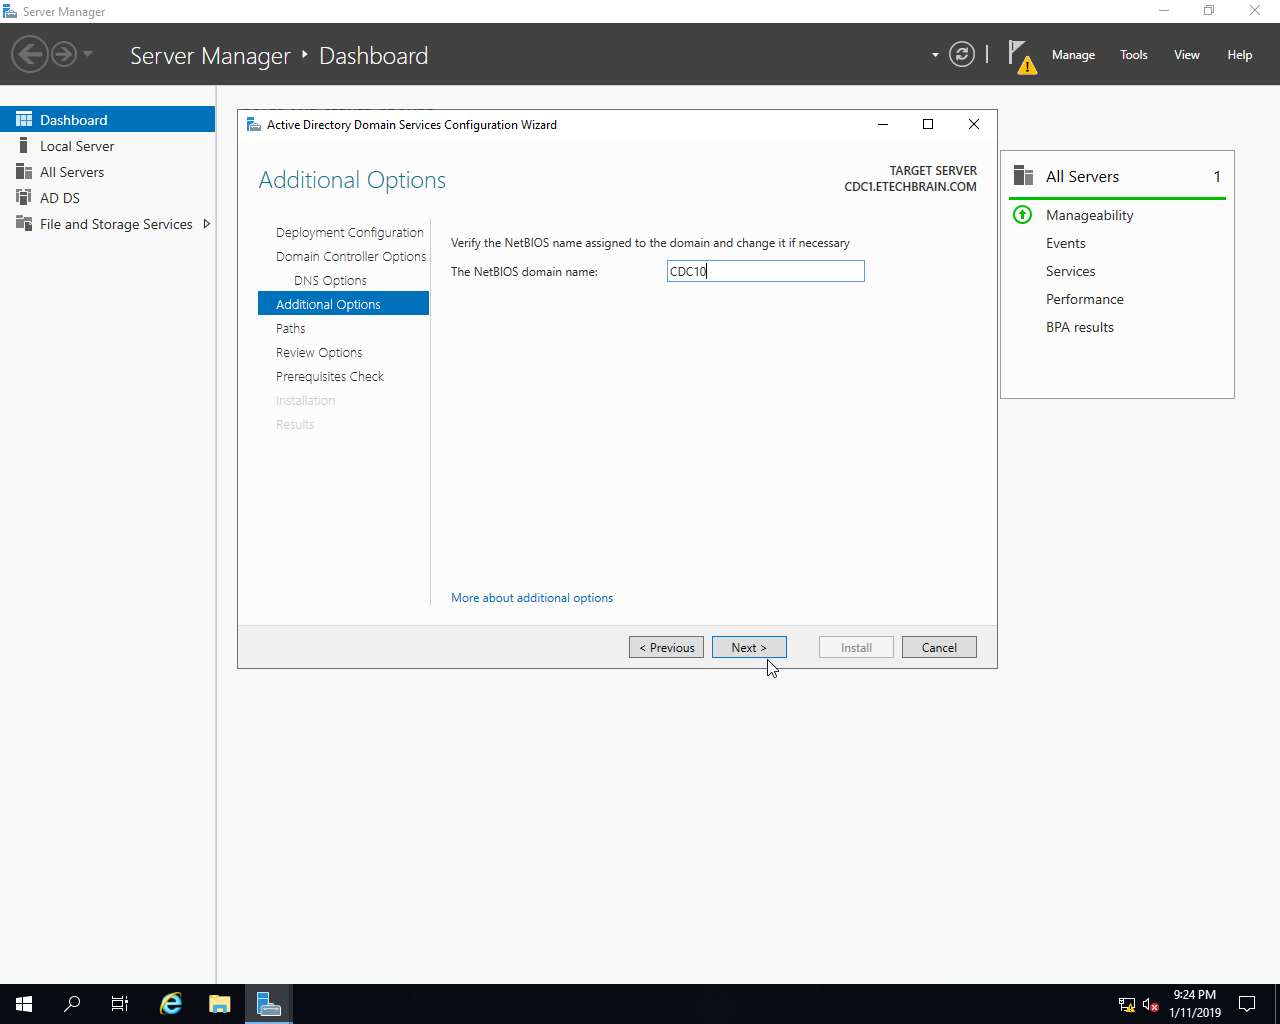 Server Manager
Server Manager ‣ Dashboard
Manage
Tools
View
Help
Dashboard
Local Server
All Servers
AD DS
File and Storage Services
Active Directory Domain Services Configuration Wizard
Additional Options
TARGET SERVER
CDC1.ETECHBRAIN.COM
Deployment Configuration
Domain Controller Options
DNS Options
Additional Options
Paths
Review Options
Prerequisites Check
Installation
Results
Verify the NetBIOS name assigned to the domain and change it if necessary
The NetBIOS domain name: CDC10
More about additional options
< Previous
Next >
Install
Cancel
All Servers 1
Manageability
Events
Services
Performance
BPA results
9:24 PM
1/11/2019